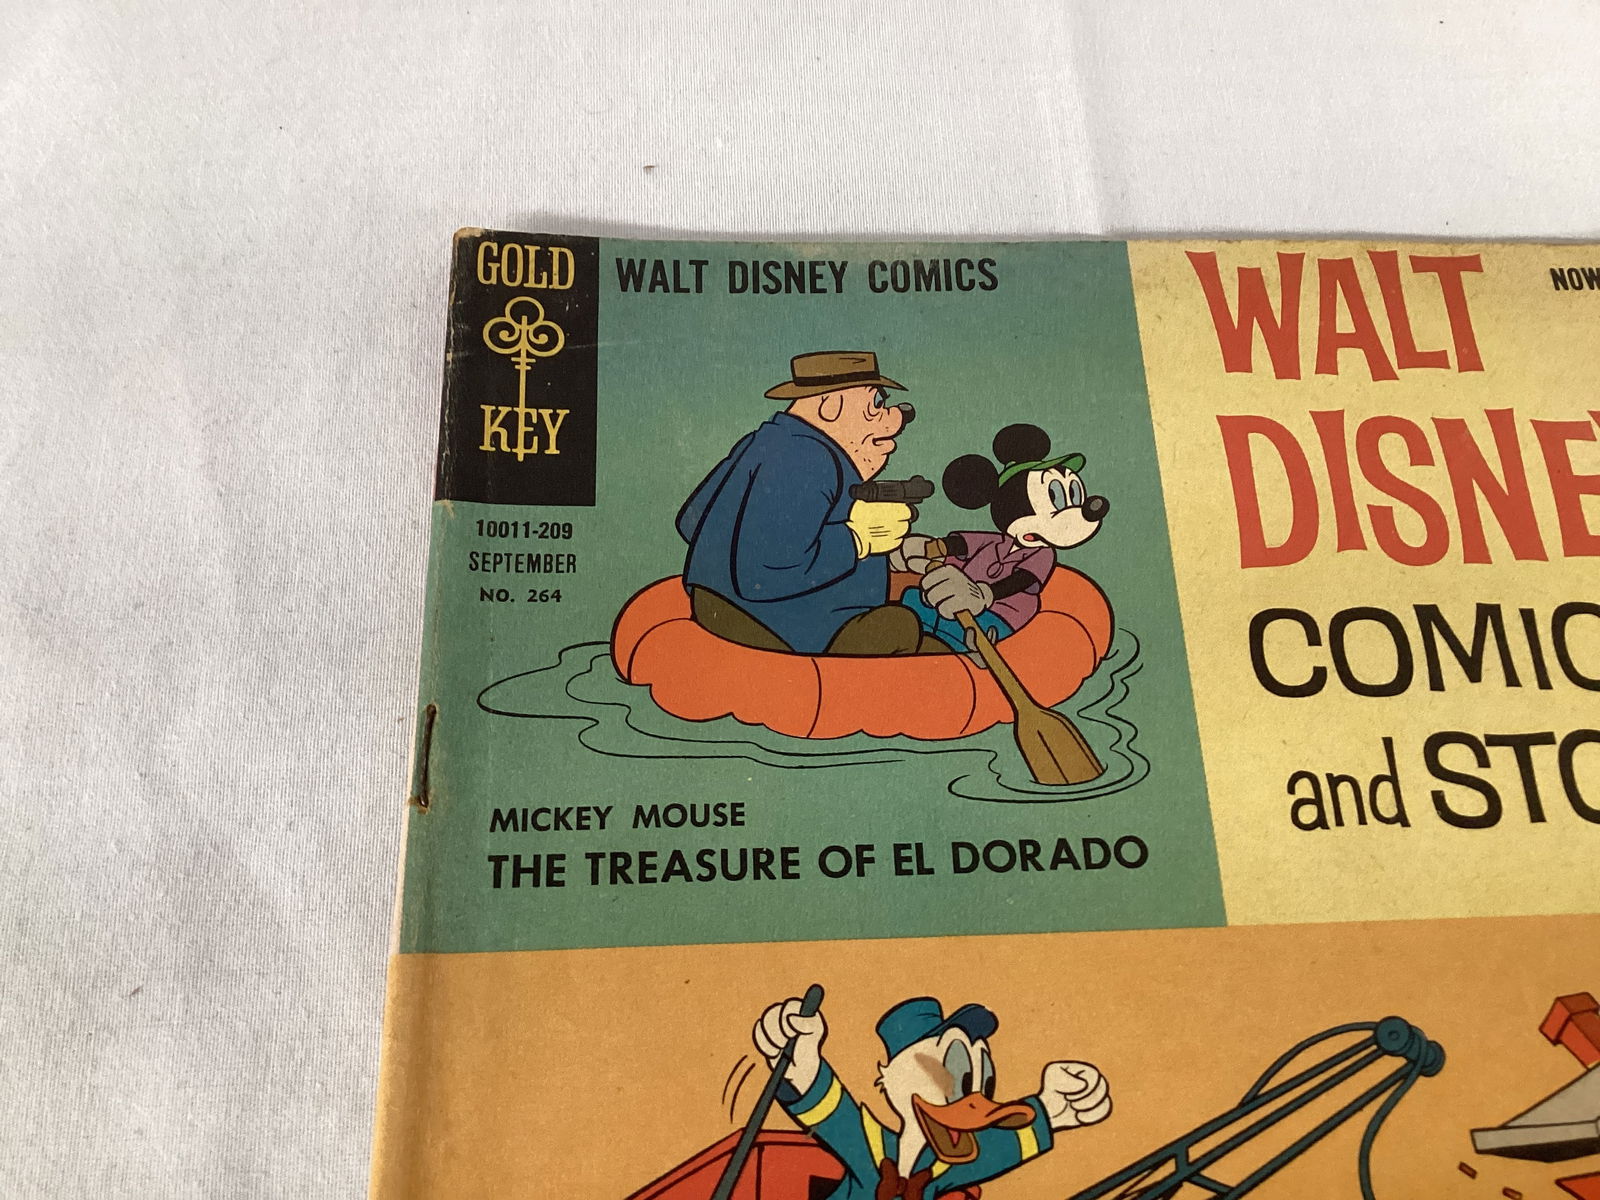 GOLD
KEY
WALT DISNEY COMICS
10011-209
SEPTEMBER
NO. 264
MICKEY MOUSE
THE TREASURE OF EL DORADO
WALT
DISNE
COMIC
and STO
NOW